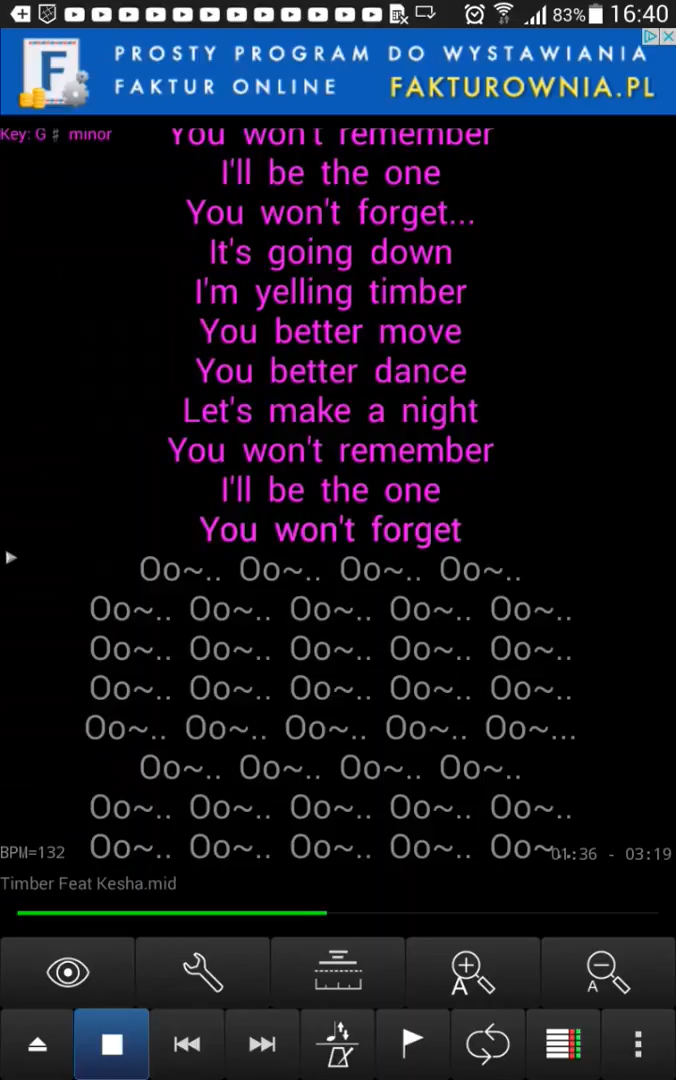 83% 16:40
PROSTY PROGRAM DO WYSTAWIANIA
FAKTUR ONLINE FAKTUROWNIA.PL
F
Key: G ♯ minor
You won't remember
I'll be the one
You won't forget...
It's going down
I'm yelling timber
You better move
You better dance
Let's make a night
You won't remember
I'll be the one
You won't forget
Oo~.. Oo~.. Oo~.. Oo~..
Oo~.. Oo~.. Oo~.. Oo~.. Oo~..
Oo~.. Oo~.. Oo~.. Oo~.. Oo~..
Oo~.. Oo~.. Oo~.. Oo~.. Oo~..
Oo~.. Oo~.. Oo~.. Oo~.. Oo~...
Oo~.. Oo~.. Oo~.. Oo~..
Oo~.. Oo~.. Oo~.. Oo~.. Oo~..
BPM=132 Oo~.. Oo~.. Oo~.. Oo~.. Oo~.. 01:36 - 03:19
Timber Feat Kesha.mid
A A